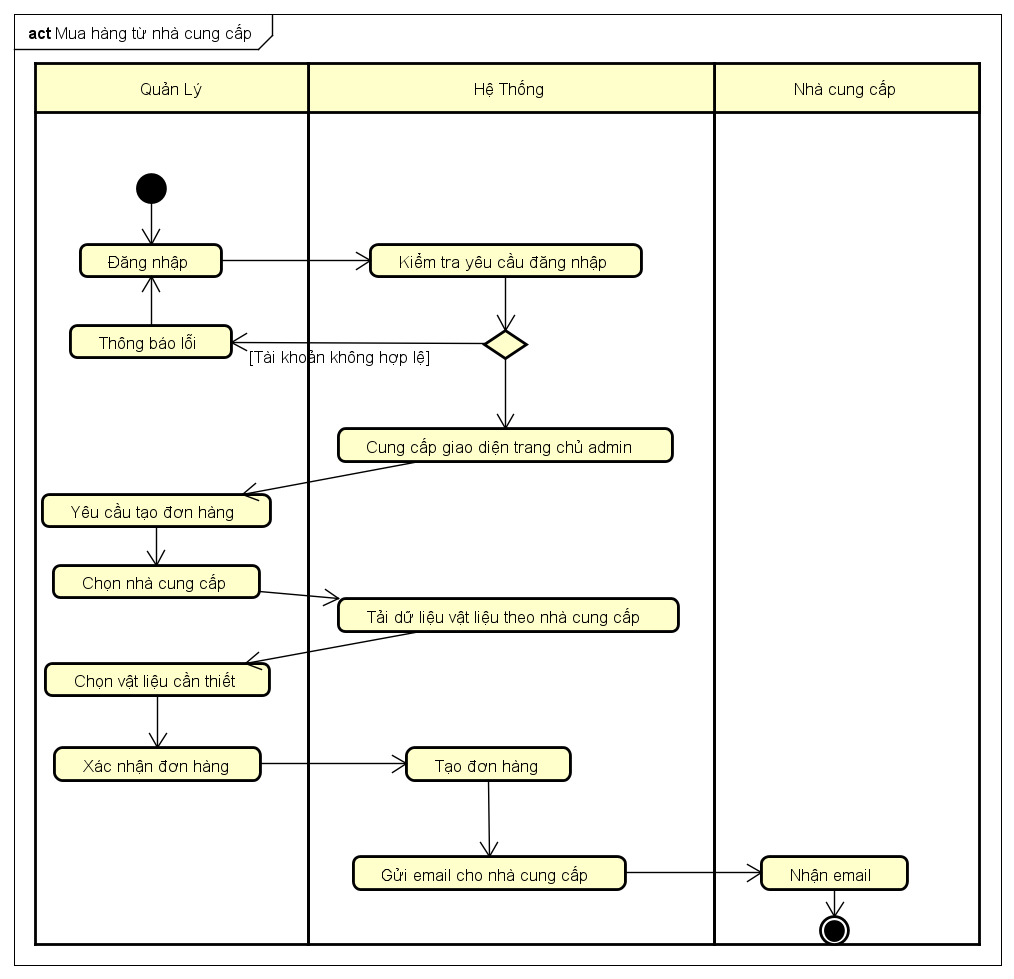 act Mua hàng từ nhà cung cấp
Quản Lý
Hệ Thống
Nhà cung cấp
Đăng nhập
Kiểm tra yêu cầu đăng nhập
Thông báo lỗi
[Tài khoản không hợp lệ]
Cung cấp giao diện trang chủ admin
Yêu cầu tạo đơn hàng
Chọn nhà cung cấp
Tải dữ liệu vật liệu theo nhà cung cấp
Chọn vật liệu cần thiết
Xác nhận đơn hàng
Tạo đơn hàng
Gửi email cho nhà cung cấp
Nhận email